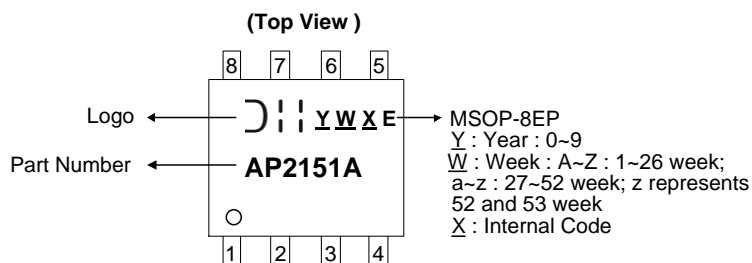 (Top View )
8 7 6 5
Logo
Y W X E
MSOP-8EP
Y : Year : 0~9
W : Week : A~Z : 1~26 week;
a~z : 27~52 week; z represents
52 and 53 week
X : Internal Code
Part Number
AP2151A
1 2 3 4